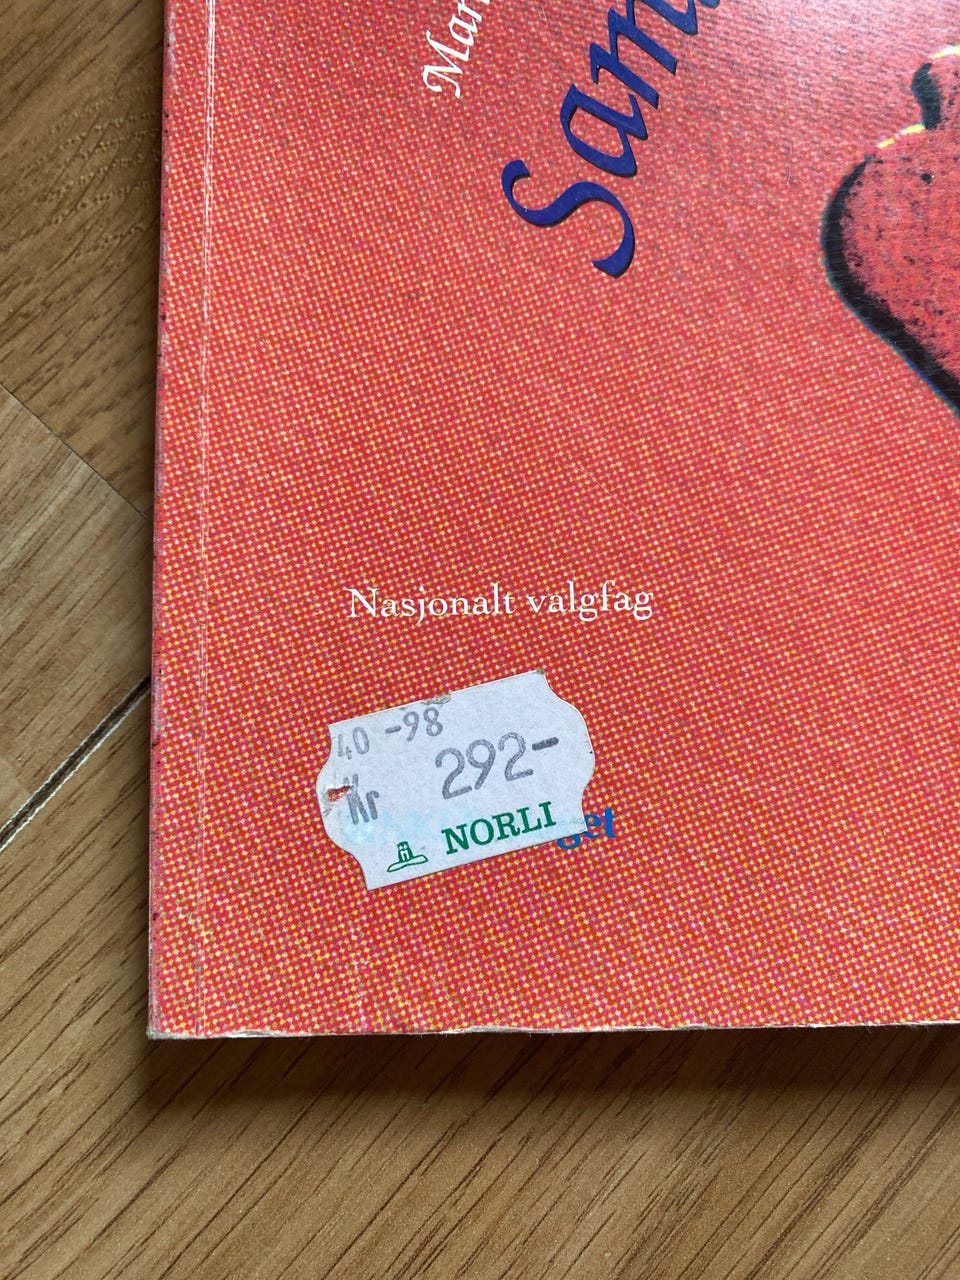 Nasjonalt valgfag
40 -98
Kr 292-
NORLI